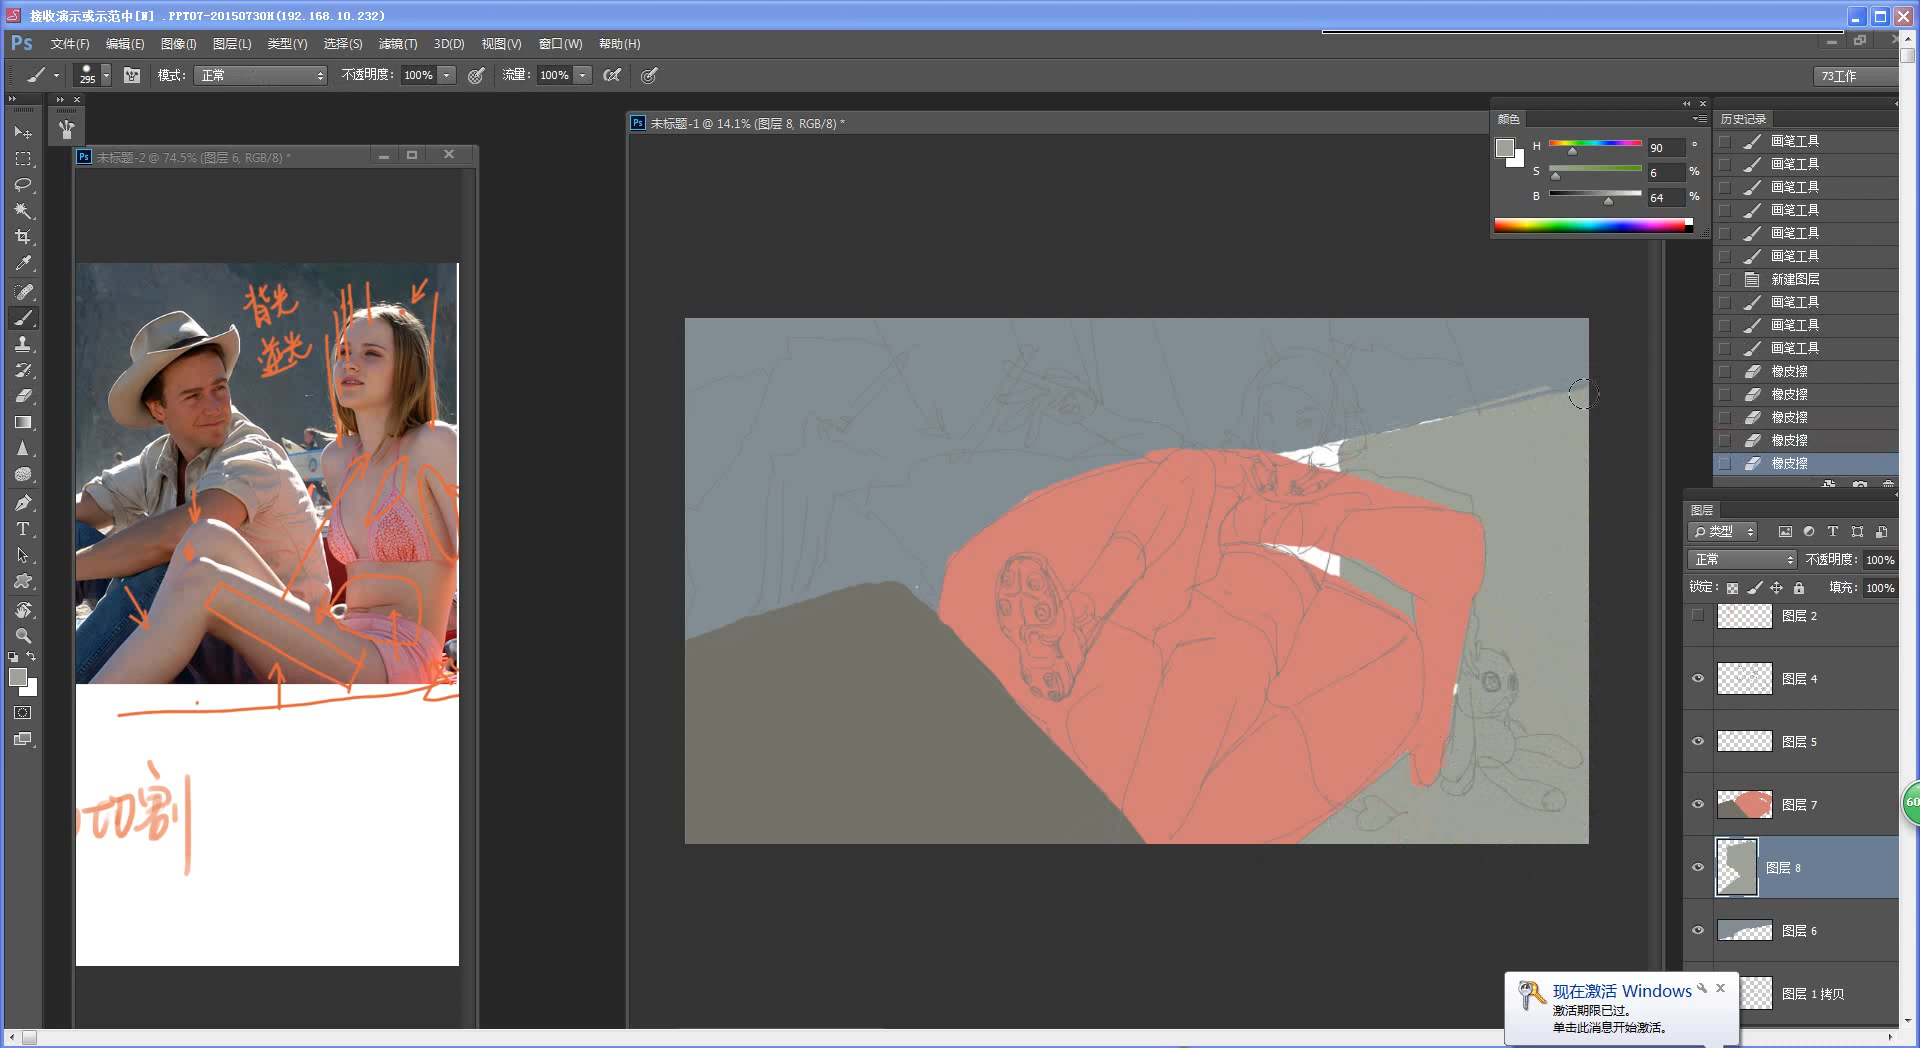 接收演示或示范中[W] .PPT07-20150730H(192.168.10.232)
Ps 文件(F) 编辑(E) 图像(I) 图层(L) 类型(Y) 选择(S) 滤镜(T) 3D(D) 视图(V) 窗口(W) 帮助(H)
295 模式: 正常 不透明度: 100% 流量: 100% 73工作
Ps 未标题-2 @ 74.5% (图层 6, RGB/8) *
背光
逆光
切割
Ps 未标题-1 @ 14.1% (图层 8, RGB/8) *
颜色
H 90 °
S 6 %
B 64 %
历史记录
画笔工具
画笔工具
画笔工具
画笔工具
画笔工具
画笔工具
新建图层
画笔工具
画笔工具
画笔工具
橡皮擦
橡皮擦
橡皮擦
橡皮擦
橡皮擦
图层
类型
正常 不透明度: 100%
锁定: 填充: 100%
图层 2
图层 4
图层 5
图层 7
图层 8
图层 6
图层 1 拷贝
60
现在激活 Windows
激活期限已过。
单击此消息开始激活。